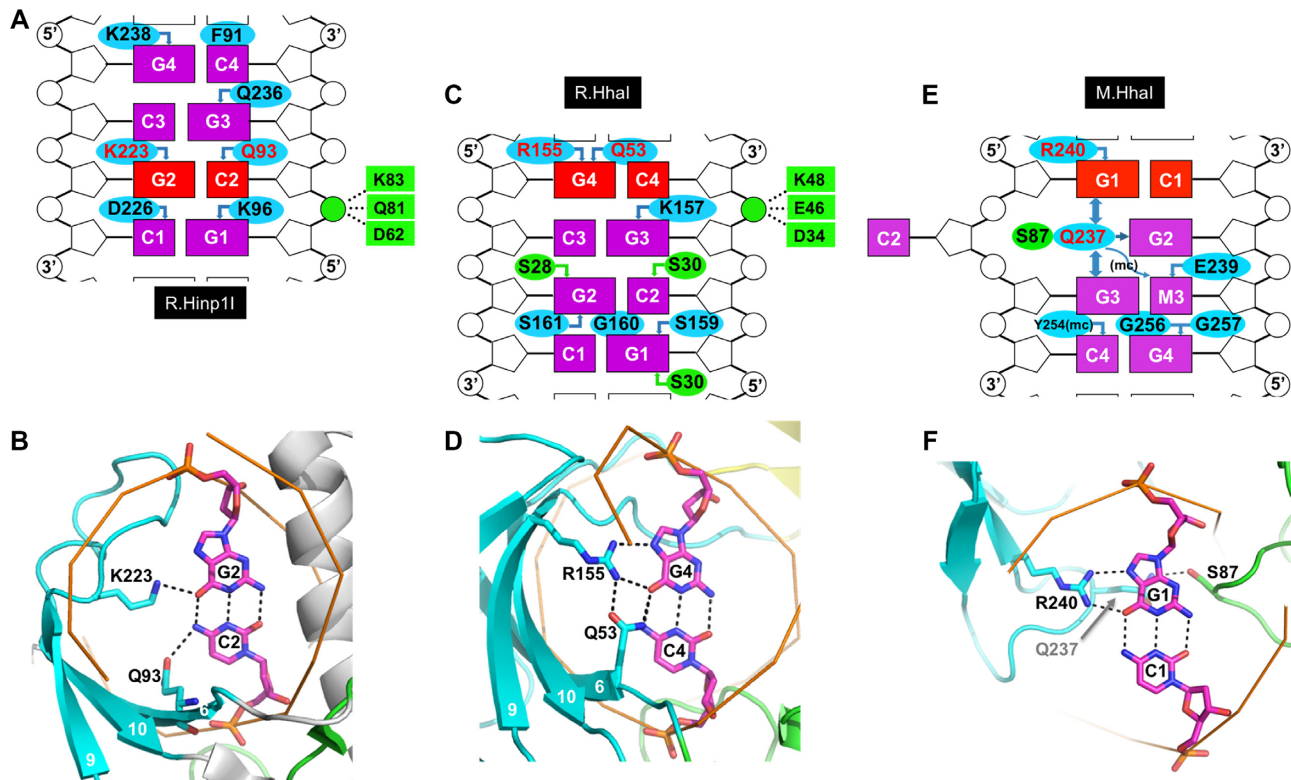 A
5'
K238
F91
3'
G4
C4
Q236
C3
G3
K223
Q93
G2
C2
K83
Q81
D62
D226
K96
C1
G1
3'
5'
R.Hinp1I
C
R.HhaI
5'
R155
Q53
3'
G4
C4
K48
E46
D34
K157
C3
G3
S28
S30
G2
C2
S161
G160
S159
C1
G1
3'
S30
5'
E
M.HhaI
5'
R240
3'
G1
C1
C2
S87
Q237
G2
(mc)
E239
G3
M3
Y254(mc)
G256
G257
C4
G4
3'
5'
B
K223
G2
C2
Q93
6
10
9
D
R155
G4
Q53
C4
6
10
9
F
R240
G1
S87
Q237
C1